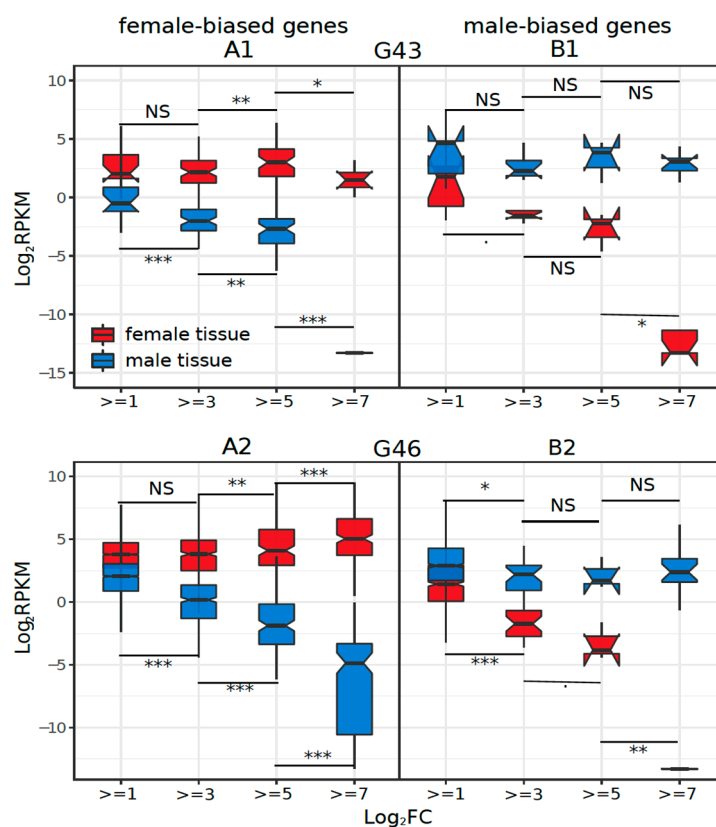 female-biased genes male-biased genes
A1 G43 B1
10
5
0
−5
−10
−15
Log₂RPKM
NS ** *
*** ** ***
NS NS NS
. NS *
female tissue
male tissue
>=1 >=3 >=5 >=7 >=1 >=3 >=5 >=7
A2 G46 B2
10
5
0
−5
−10
Log₂RPKM
NS ** ***
*** *** ***
* NS NS
*** . **
>=1 >=3 >=5 >=7 >=1 >=3 >=5 >=7
Log₂FC